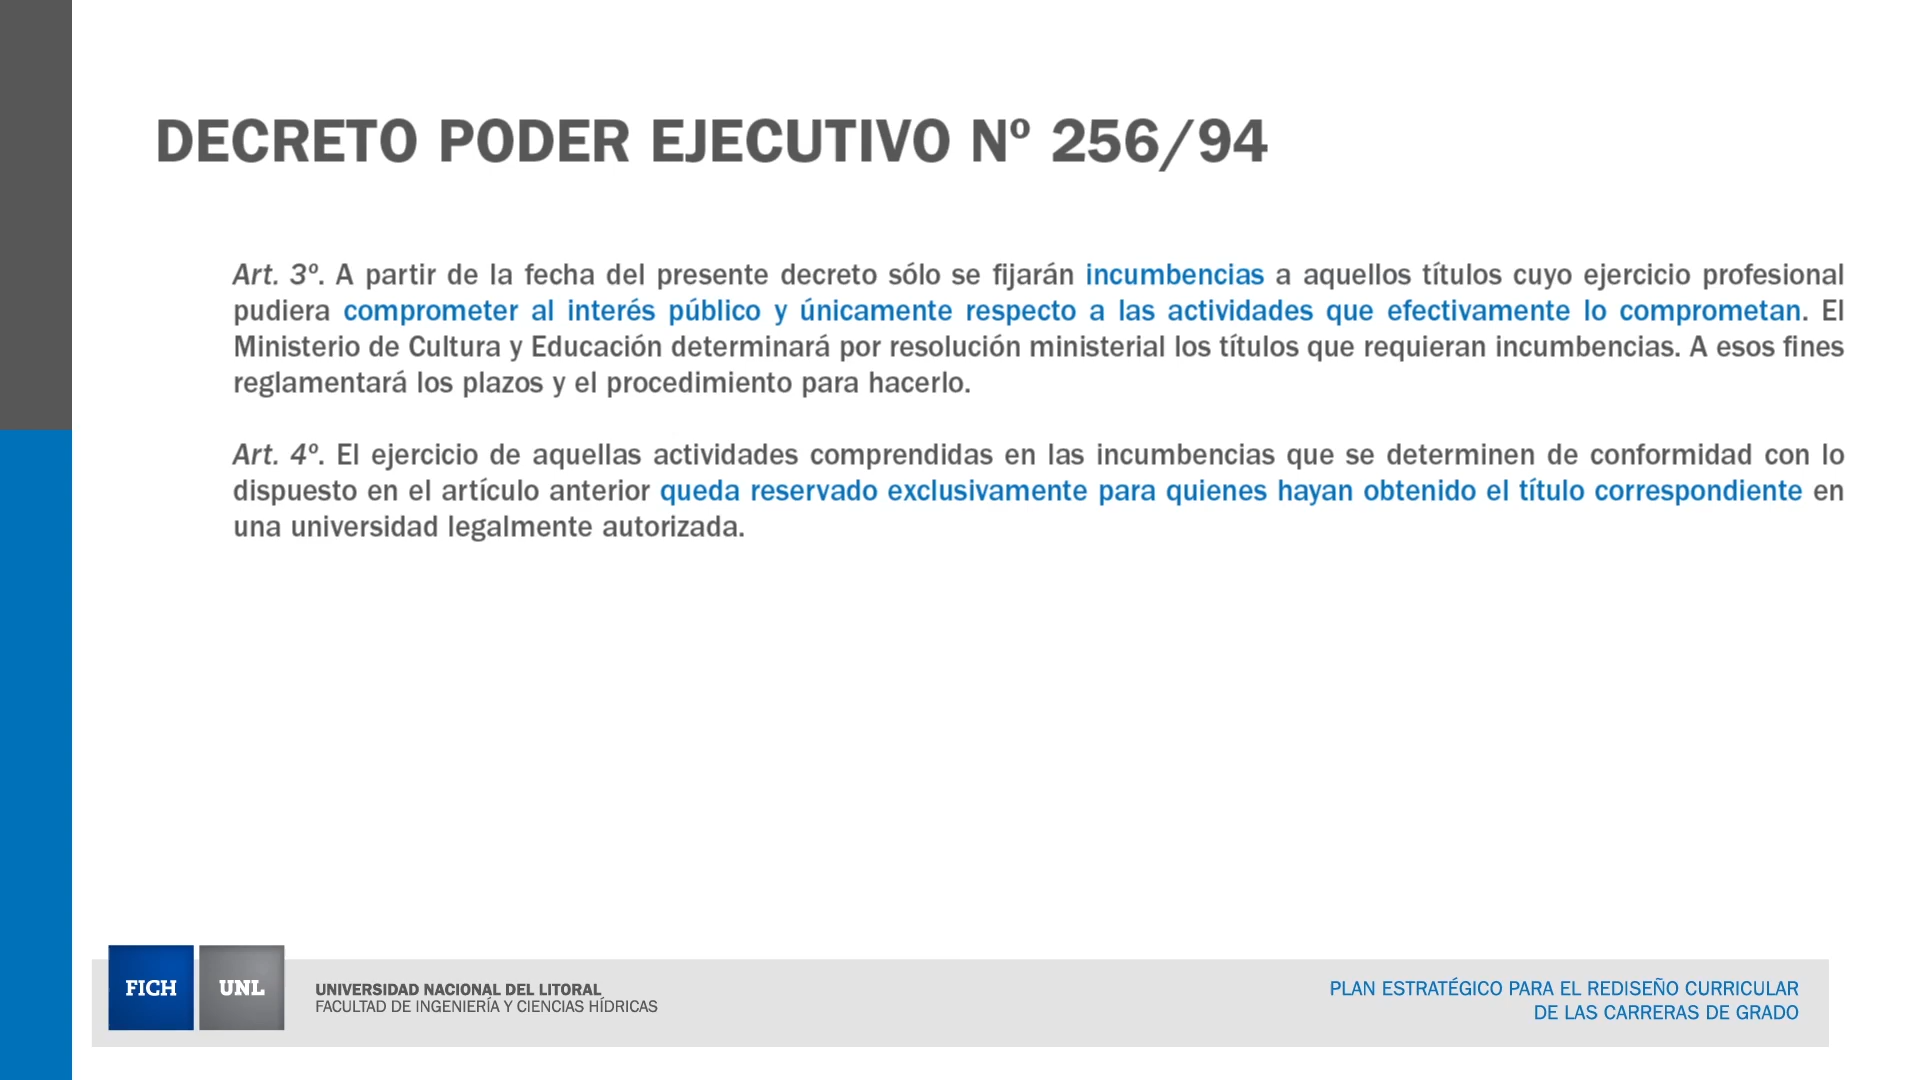 DECRETO PODER EJECUTIVO Nº 256/94
Art. 3º. A partir de la fecha del presente decreto sólo se fijarán incumbencias a aquellos títulos cuyo ejercicio profesional
pudiera comprometer al interés público y únicamente respecto a las actividades que efectivamente lo comprometan. El
Ministerio de Cultura y Educación determinará por resolución ministerial los títulos que requieran incumbencias. A esos fines
reglamentará los plazos y el procedimiento para hacerlo.
Art. 4º. El ejercicio de aquellas actividades comprendidas en las incumbencias que se determinen de conformidad con lo
dispuesto en el artículo anterior queda reservado exclusivamente para quienes hayan obtenido el título correspondiente en
una universidad legalmente autorizada.
FICH UNL
UNIVERSIDAD NACIONAL DEL LITORAL
FACULTAD DE INGENIERÍA Y CIENCIAS HÍDRICAS
PLAN ESTRATÉGICO PARA EL REDISEÑO CURRICULAR
DE LAS CARRERAS DE GRADO